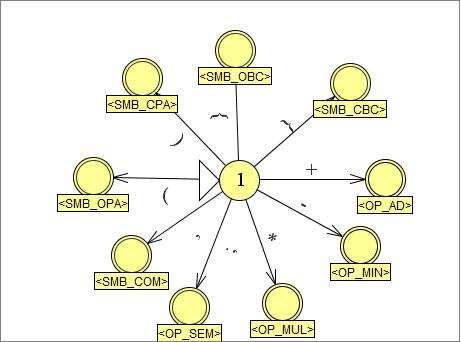 <SMB_OBC>
<SMB_CPA>
<SMB_CBC>
{
)
}
+
1
<SMB_OPA>
(
<OP_AD>
-
,
;
*
<SMB_COM>
<OP_MIN>
<OP_SEM>
<OP_MUL>